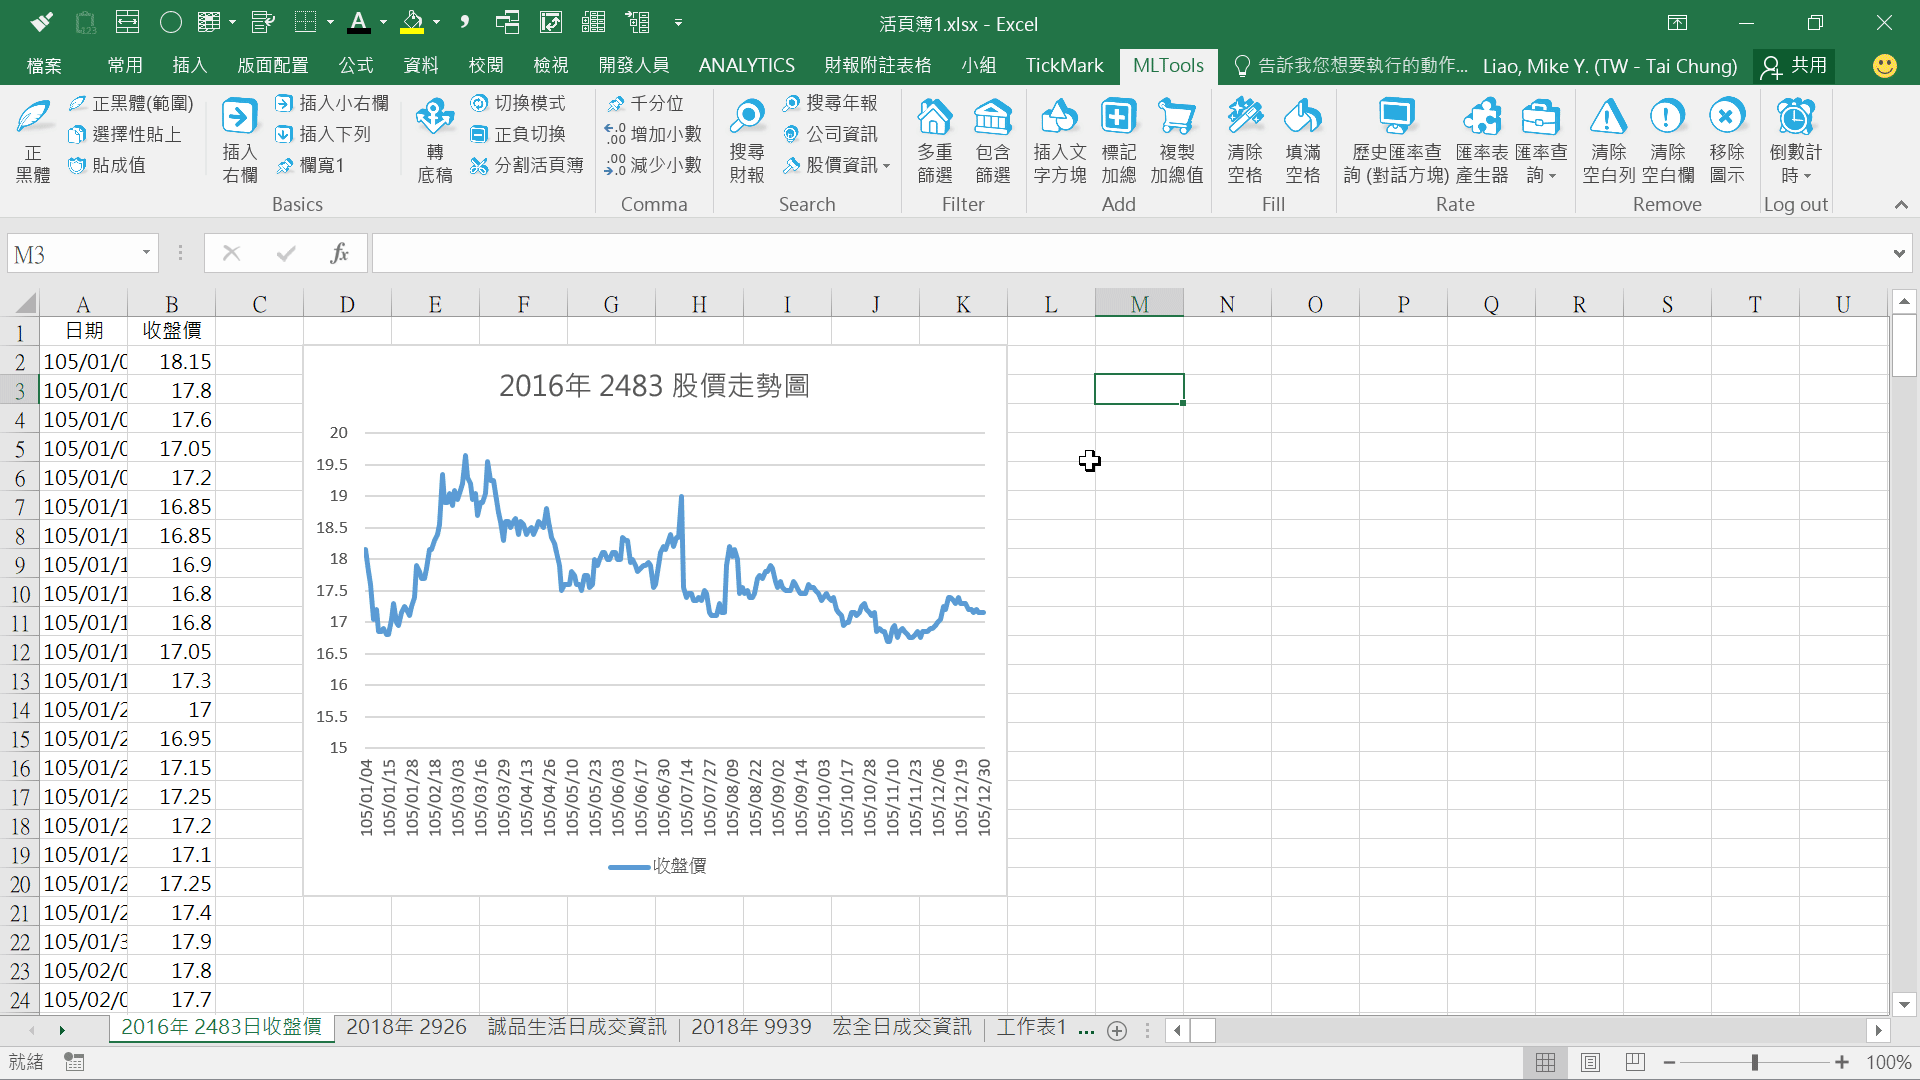 活頁簿1.xlsx - Excel
檔案 常用 插入 版面配置 公式 資料 校閱 檢視 開發人員 ANALYTICS 財報附註表格 小組 TickMark MLTools 告訴我您想要執行的動作... Liao, Mike Y. (TW - Tai Chung) 共用
正
黑體
正黑體(範圍)
選擇性貼上
貼成值
插入
右欄
插入小右欄
插入下列
欄寬1
轉
底稿
切換模式
正負切換
分割活頁簿
Basics
千分位
增加小數
減少小數
Comma
搜尋
財報
搜尋年報
公司資訊
股價資訊
Search
多重
篩選
包含
篩選
Filter
插入文
字方塊
標記
加總
複製
加總值
Add
清除
空格
填滿
空格
Fill
歷史匯率查
詢 (對話方塊)
匯率表
產生器
匯率查
詢
Rate
清除
空白列
清除
空白欄
移除
圖示
Remove
倒數計
時
Log out
M3
fx
A B C D E F G H I J K L M N O P Q R S T U
1 日期 收盤價
2 105/01/0 18.15
3 105/01/0 17.8
4 105/01/0 17.6
5 105/01/0 17.05
6 105/01/0 17.2
7 105/01/1 16.85
8 105/01/1 16.85
9 105/01/1 16.9
10 105/01/1 16.8
11 105/01/1 16.8
12 105/01/1 17.05
13 105/01/1 17.3
14 105/01/2 17
15 105/01/2 16.95
16 105/01/2 17.15
17 105/01/2 17.25
18 105/01/2 17.2
19 105/01/2 17.1
20 105/01/2 17.25
21 105/01/2 17.4
22 105/01/3 17.9
23 105/02/0 17.8
24 105/02/0 17.7
2016年 2483 股價走勢圖
20
19.5
19
18.5
18
17.5
17
16.5
16
15.5
15
105/01/04
105/01/15
105/01/28
105/02/18
105/03/03
105/03/16
105/03/29
105/04/13
105/04/26
105/05/10
105/05/23
105/06/03
105/06/17
105/06/30
105/07/14
105/07/27
105/08/09
105/08/22
105/09/02
105/09/14
105/10/03
105/10/17
105/10/28
105/11/10
105/11/23
105/12/06
105/12/19
105/12/30
收盤價
2016年 2483日收盤價 2018年 2926 誠品生活日成交資訊 2018年 9939 宏全日成交資訊 工作表1 ...
就緒 100%